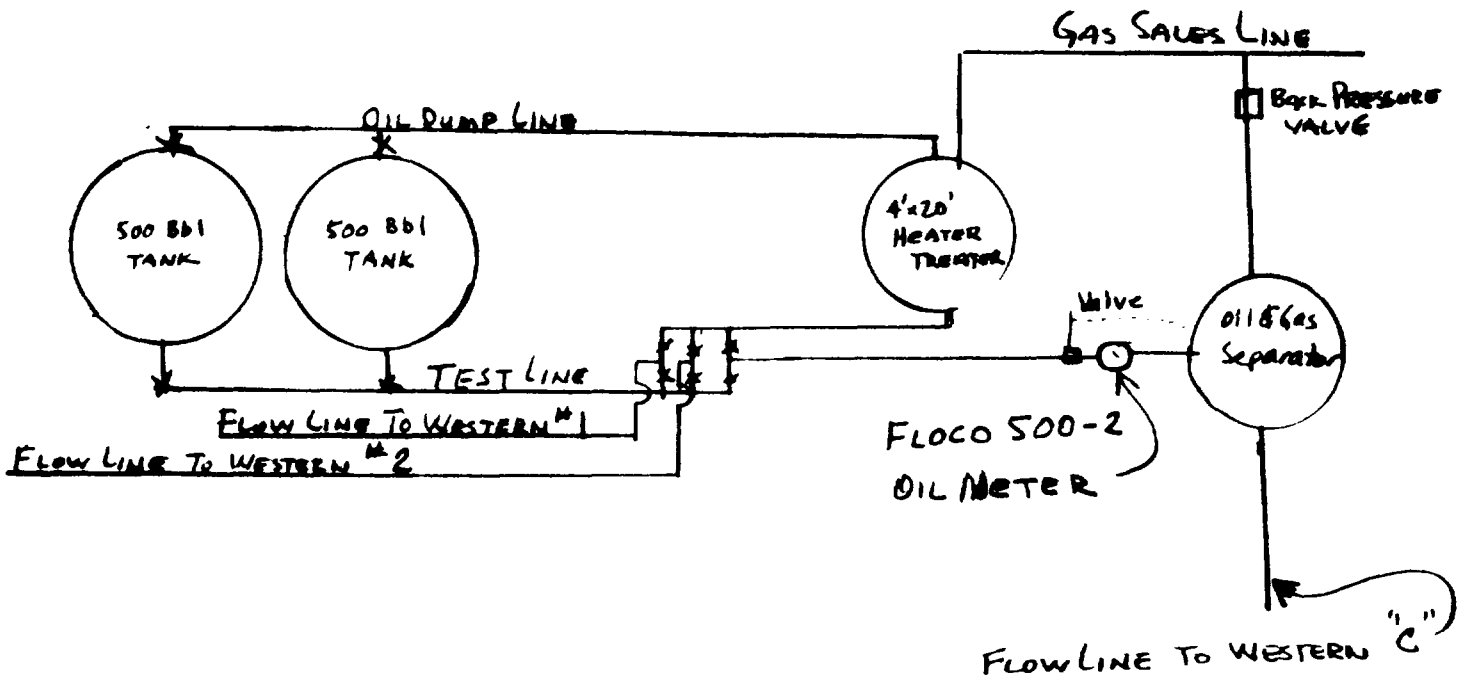 GAS SALES LINE
BACK PRESSURE
VALVE
OIL DUMP LINE
500 Bbl
TANK
500 Bbl
TANK
4'x20'
HEATER
TREATER
Valve
Oil & Gas
Separator
TEST LINE
FLOW LINE TO WESTERN #1
FLOW LINE TO WESTERN #2
FLOCO 500-2
OIL METER
FLOW LINE TO WESTERN "C"